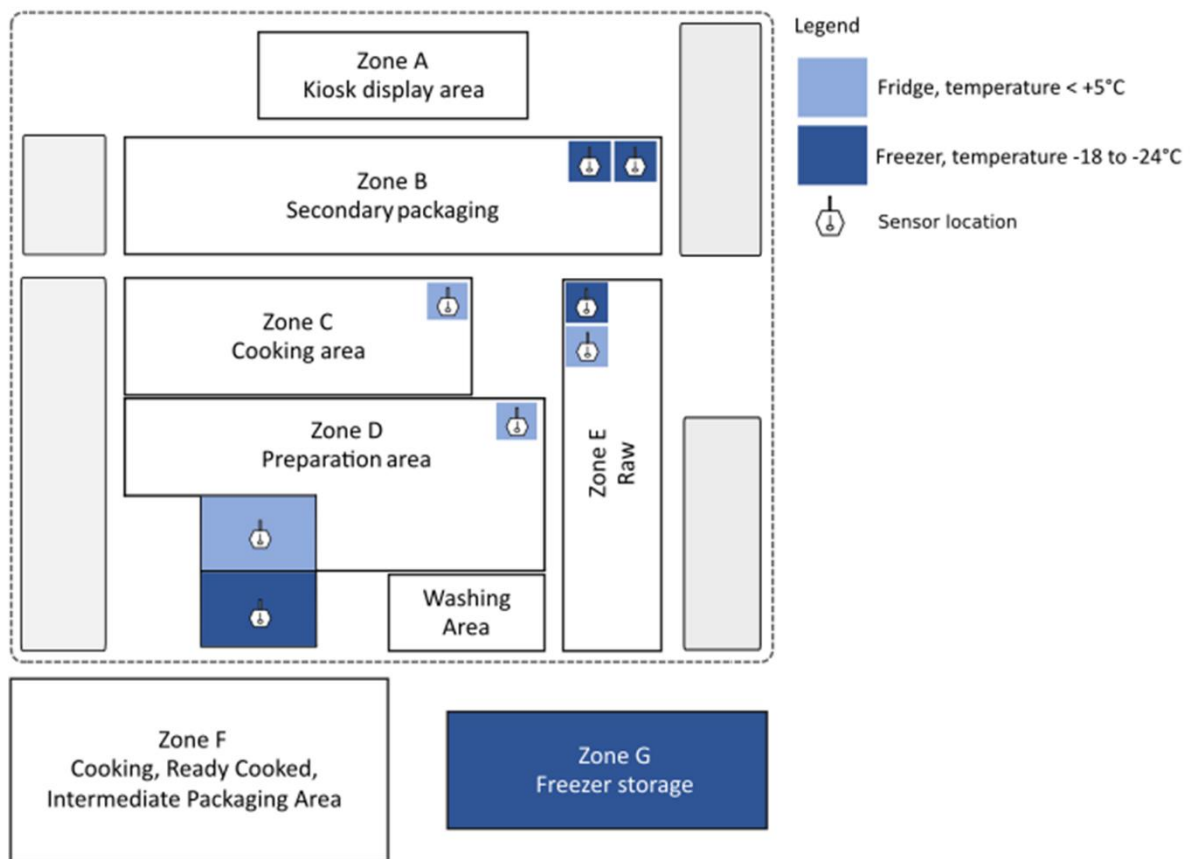 Zone A
Kiosk display area
Zone B
Secondary packaging
Zone C
Cooking area
Zone D
Preparation area
Zone E
Raw
Washing
Area
Zone F
Cooking, Ready Cooked,
Intermediate Packaging Area
Zone G
Freezer storage
Legend
Fridge, temperature < +5°C
Freezer, temperature -18 to -24°C
Sensor location